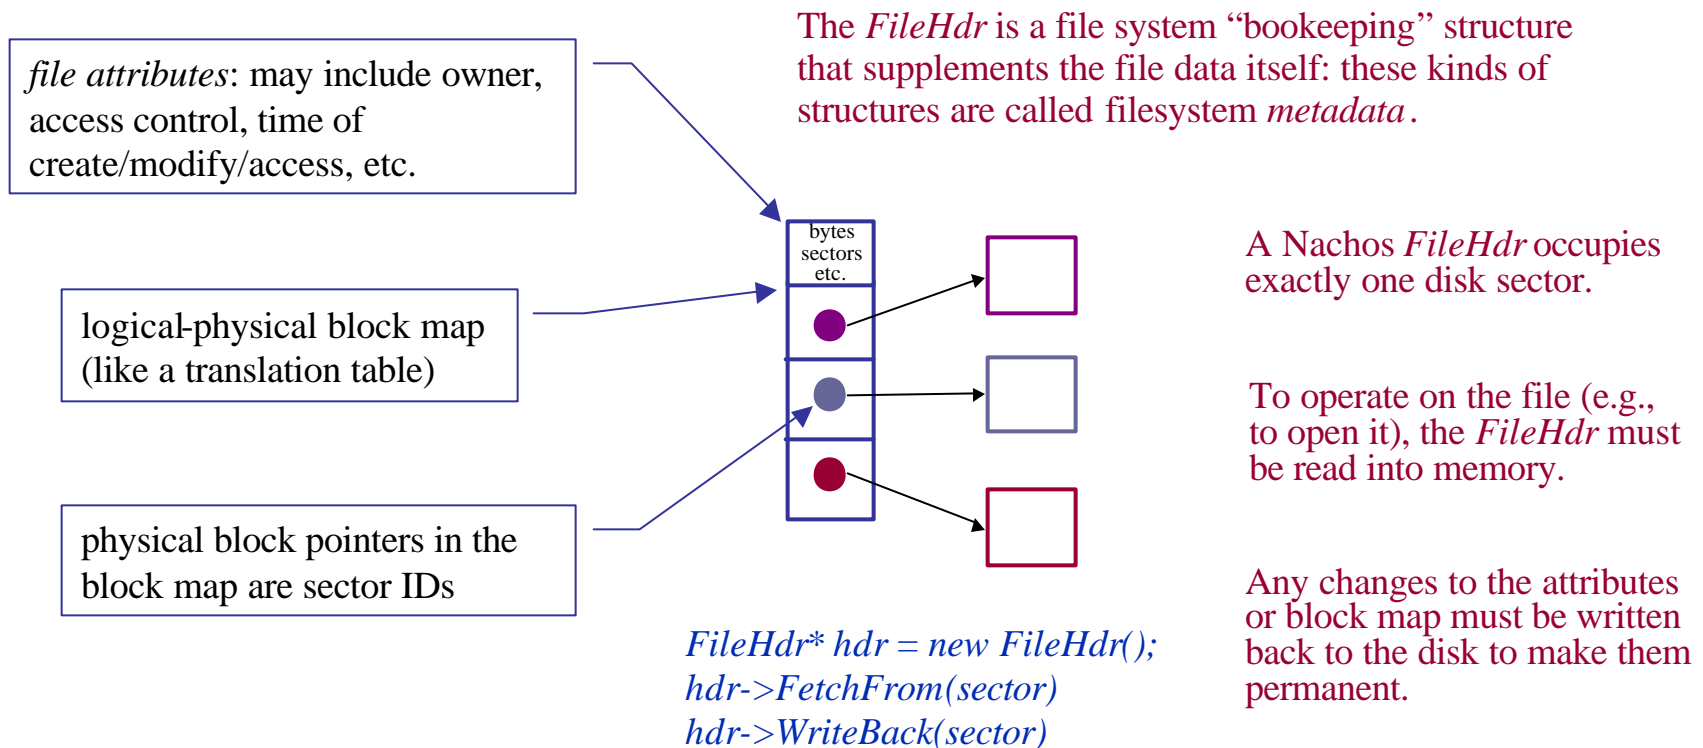 The FileHdr is a file system “bookeeping” structure
that supplements the file data itself: these kinds of
structures are called filesystem metadata.
file attributes: may include owner,
access control, time of
create/modify/access, etc.
bytes
sectors
etc.
logical-physical block map
(like a translation table)
physical block pointers in the
block map are sector IDs
A Nachos FileHdr occupies
exactly one disk sector.
To operate on the file (e.g.,
to open it), the FileHdr must
be read into memory.
Any changes to the attributes
or block map must be written
back to the disk to make them
permanent.
FileHdr* hdr = new FileHdr();
hdr->FetchFrom(sector)
hdr->WriteBack(sector)